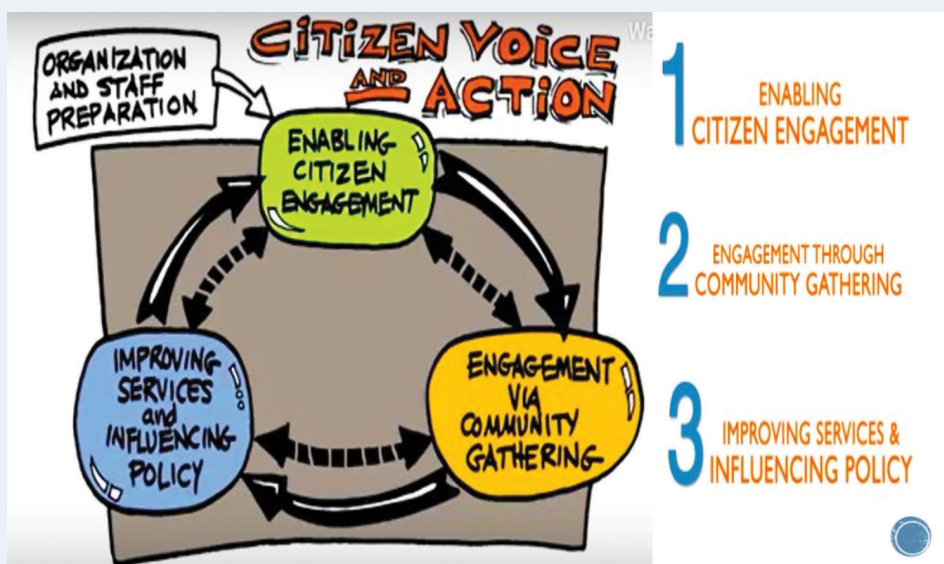 CITIZEN VOICE
AND ACTION
ORGANIZATION
AND STAFF
PREPARATION
ENABLING
CITIZEN
ENGAGEMENT
IMPROVING
SERVICES
and
INFLUENCING
POLICY
ENGAGEMENT
VIA
COMMUNITY
GATHERING
1 ENABLING
CITIZEN ENGAGEMENT
2 ENGAGEMENT THROUGH
COMMUNITY GATHERING
3 IMPROVING SERVICES &
INFLUENCING POLICY